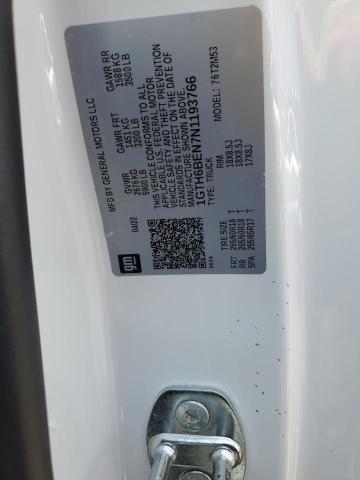 MFD BY GENERAL MOTORS LLC
04/22
GVWR GAWR FRT GAWR RR
2676 KG 1451 KG 1588 KG
5900 LB 3200 LB 3500 LB
THIS VEHICLE CONFORMS TO ALL
APPLICABLE U.S. FEDERAL MOTOR
VEHICLE SAFETY AND THEFT PREVENTION
STANDARDS IN EFFECT ON THE DATE OF
MANUFACTURE SHOWN ABOVE.
1GTH6BEN7N1193766
TYPE: TRUCK MODEL: 76T2M53
TIRE SIZE RIM
FRT 265/60R18 T 18X8.5J
RR 265/60R18 T 18X8.5J
SPA 255/65R17 T 17X8J
gm